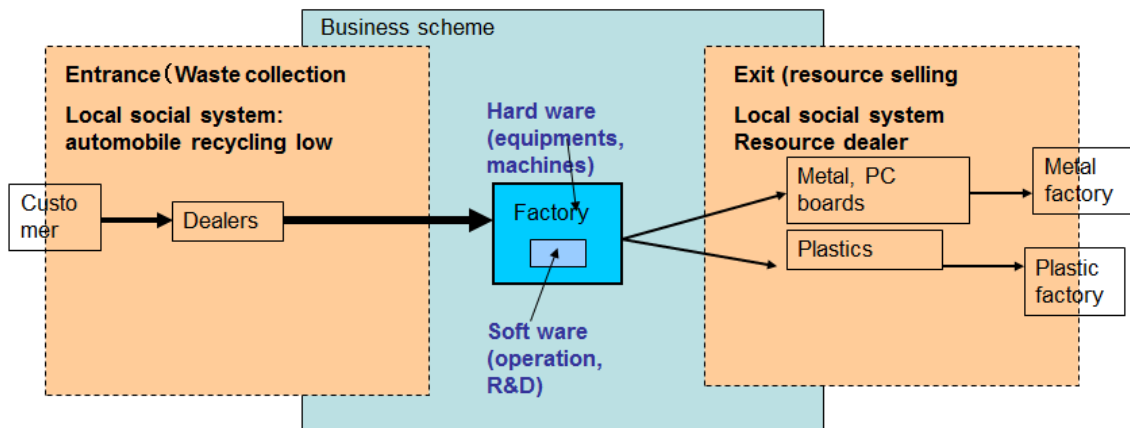 Business scheme
Entrance(Waste collection
Local social system:
automobile recycling low
Custo
mer
Dealers
Hard ware
(equipments,
machines)
Factory
Soft ware
(operation,
R&D)
Exit (resource selling
Local social system
Resource dealer
Metal, PC
boards
Metal
factory
Plastics
Plastic
factory